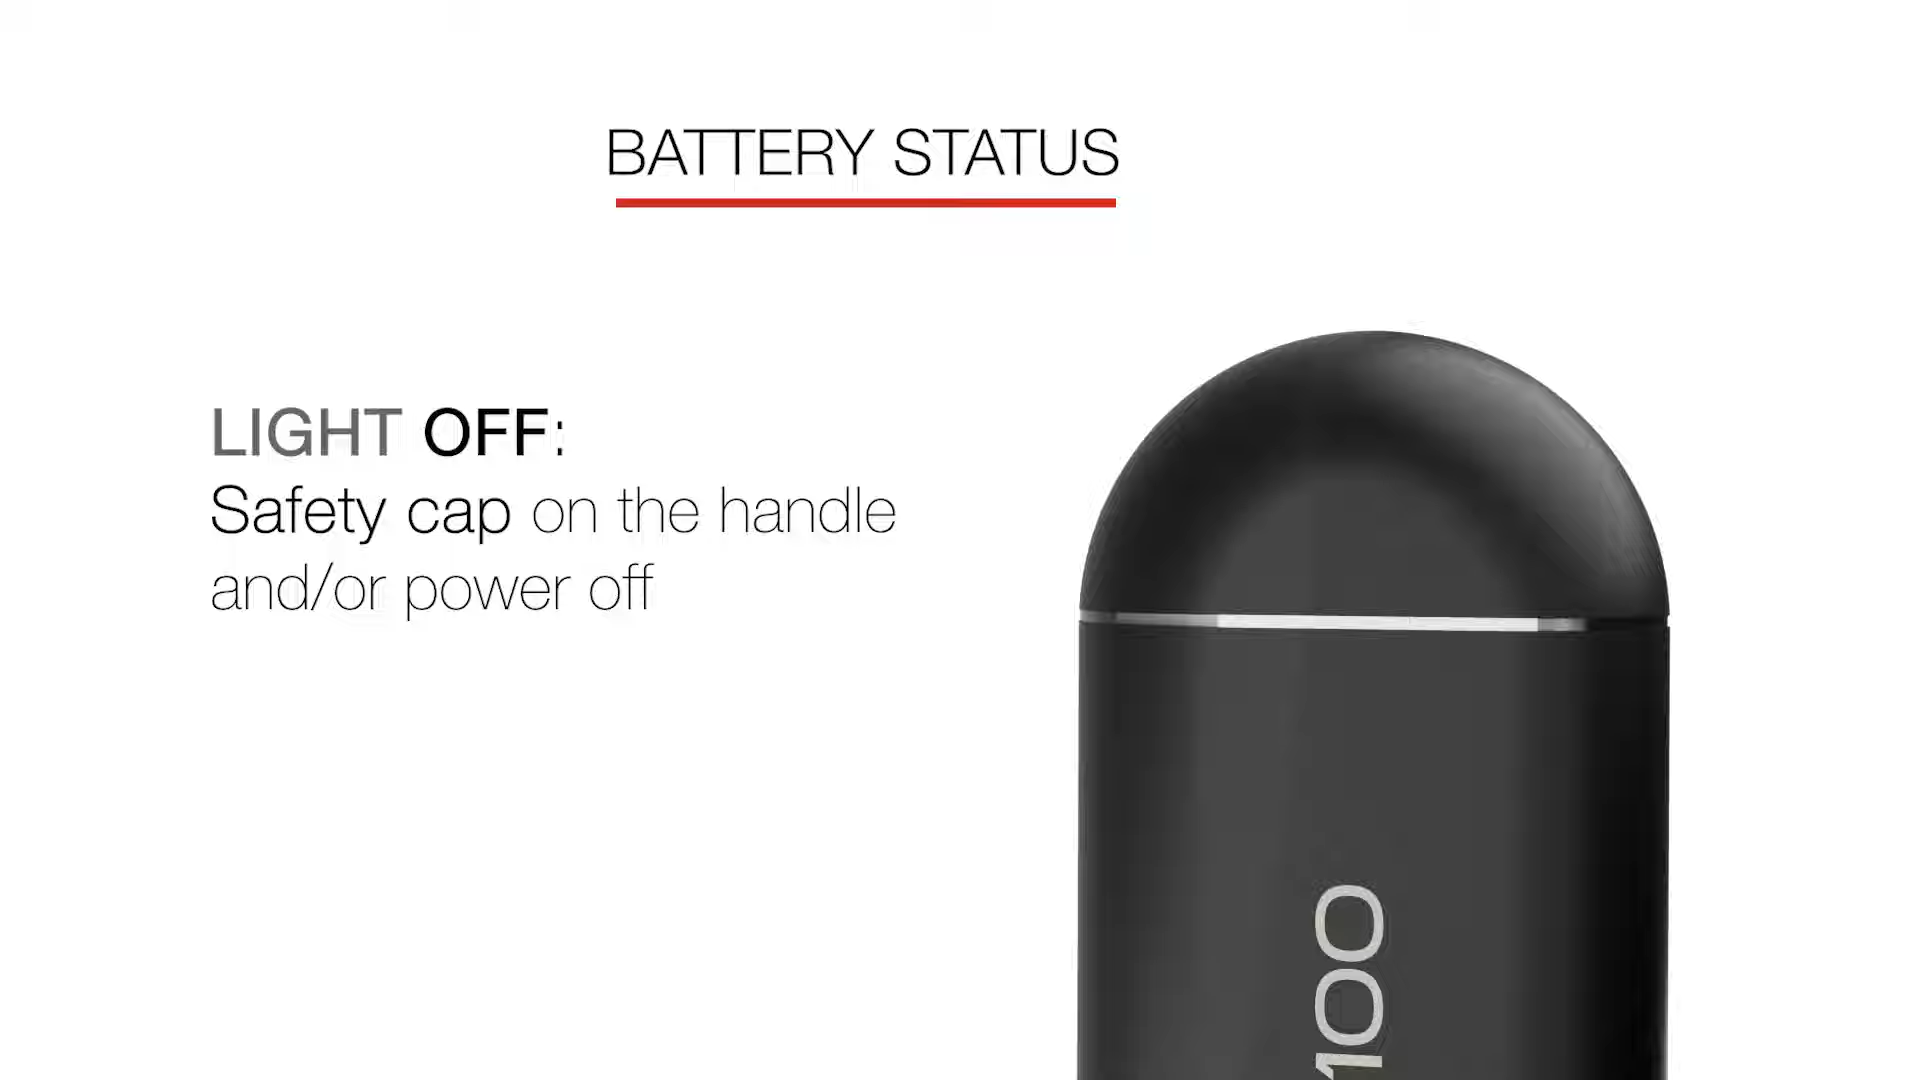 BATTERY STATUS
LIGHT OFF:
Safety cap on the handle
and/or power off
100